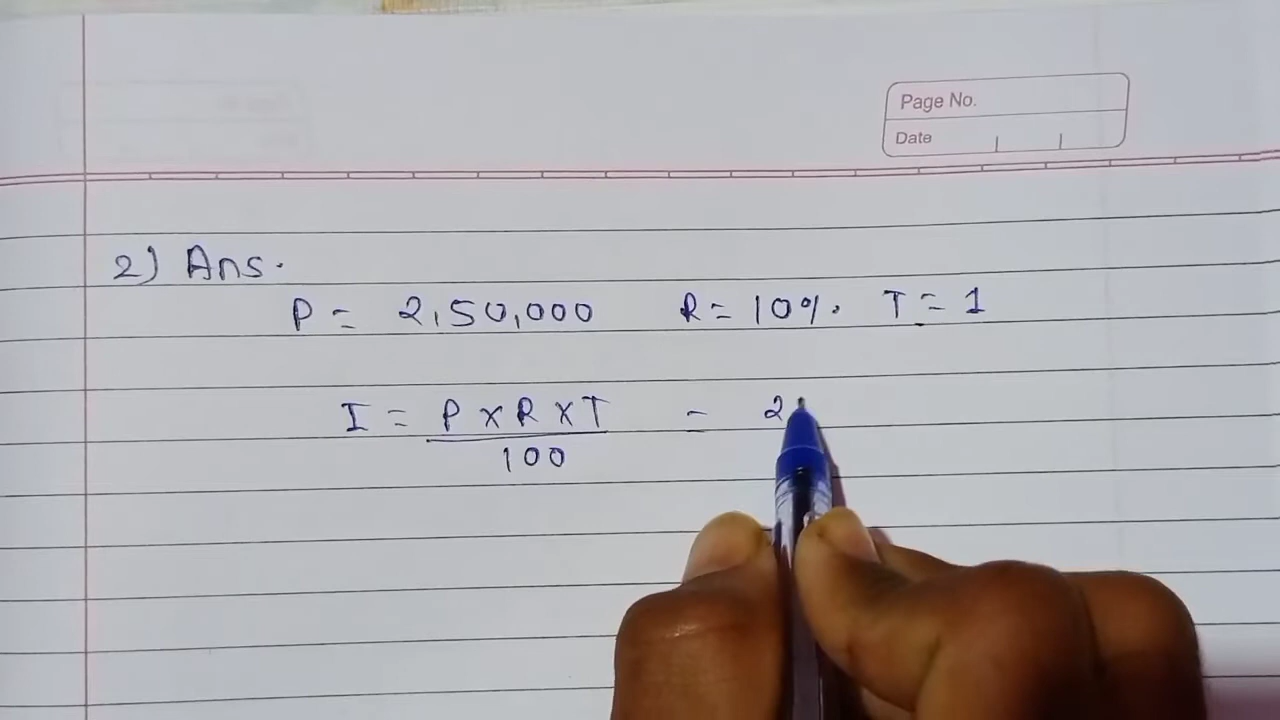 Page No.
Date
2) Ans.
P = 2,50,000 R = 10%. T = 1
I = P × R × T = 2
100